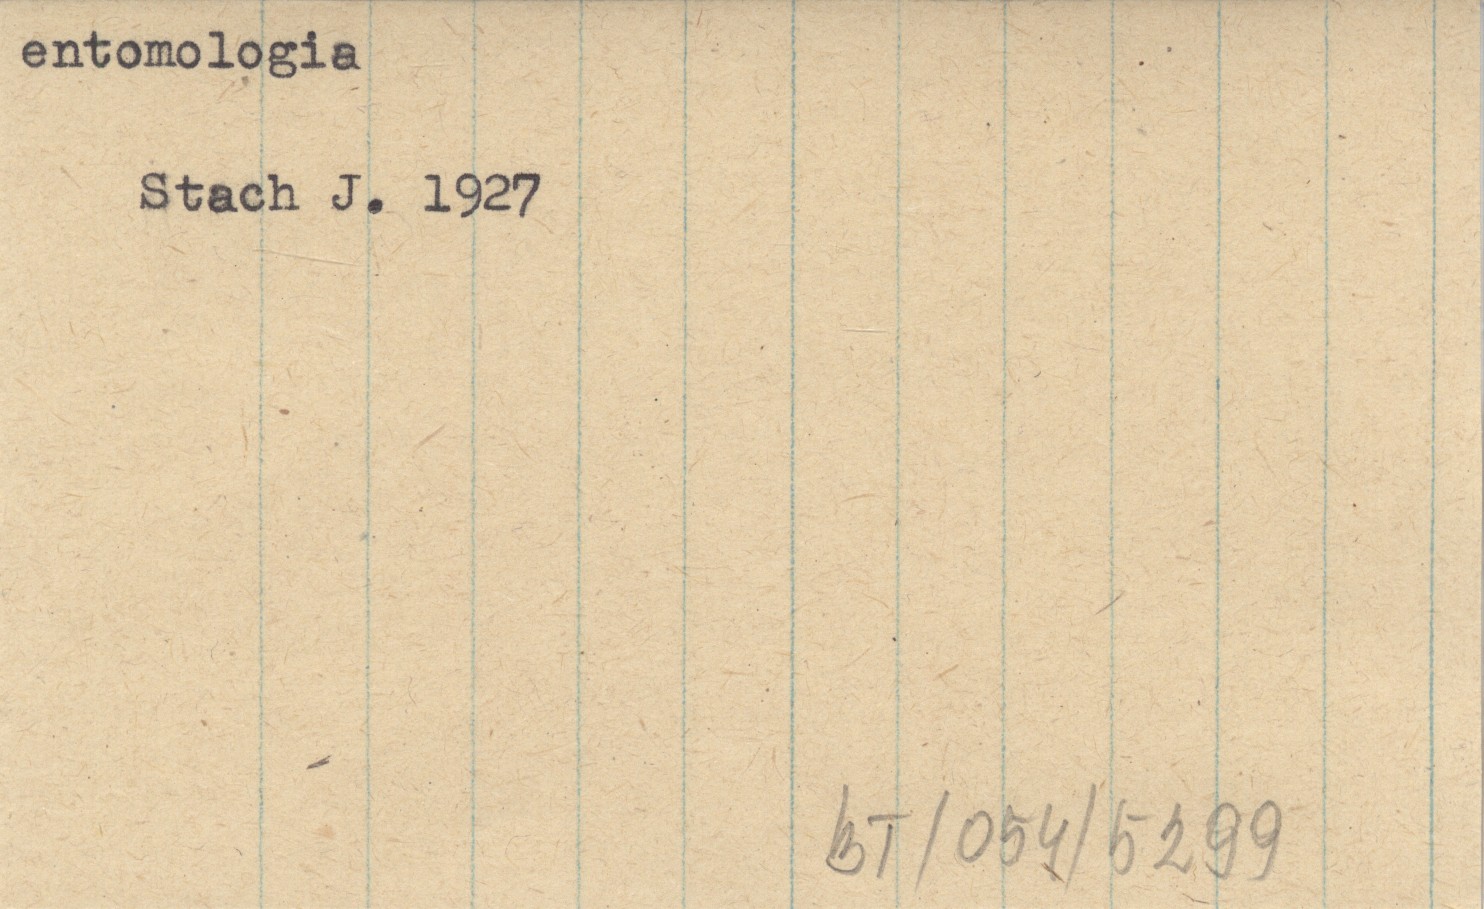 entomologia
Stach J. 1927
BT/054/5299